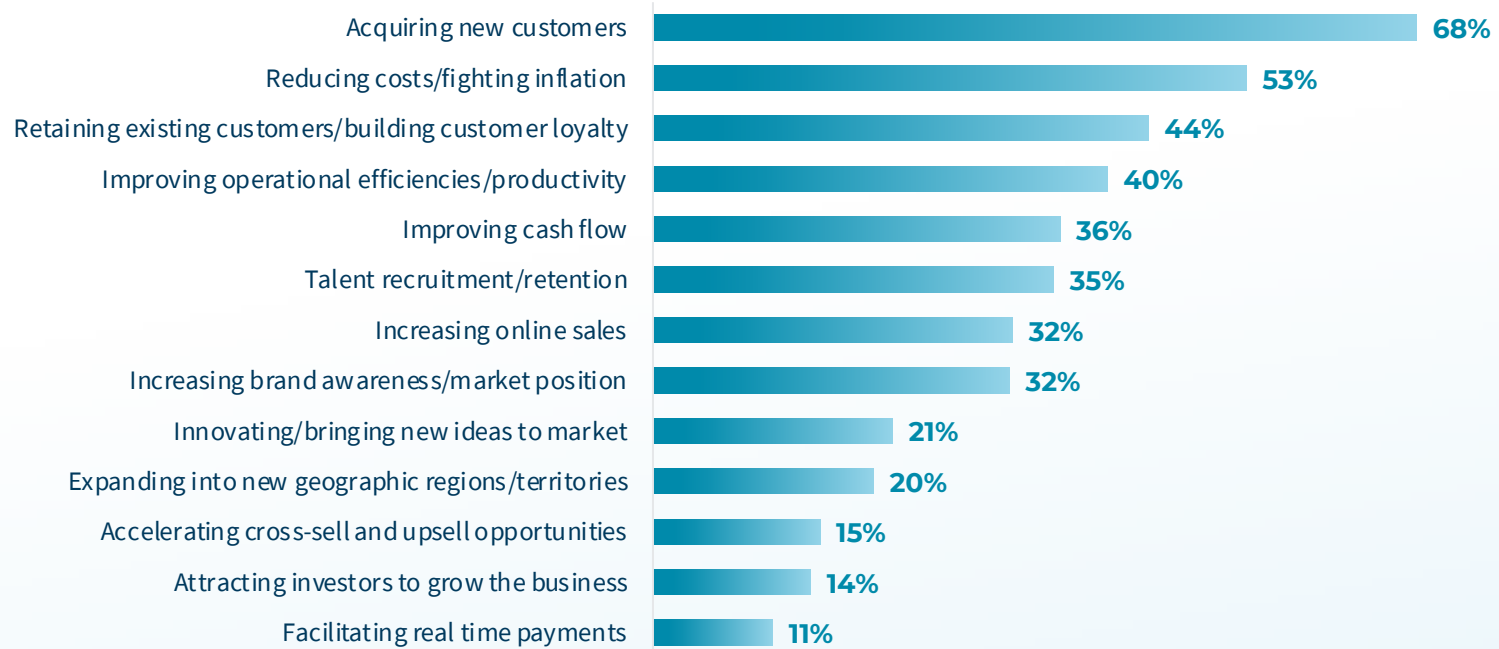 Acquiring new customers 68%
Reducing costs/fighting inflation 53%
Retaining existing customers/building customer loyalty 44%
Improving operational efficiencies/productivity 40%
Improving cash flow 36%
Talent recruitment/retention 35%
Increasing online sales 32%
Increasing brand awareness/market position 32%
Innovating/bringing new ideas to market 21%
Expanding into new geographic regions/territories 20%
Accelerating cross-sell and upsell opportunities 15%
Attracting investors to grow the business 14%
Facilitating real time payments 11%